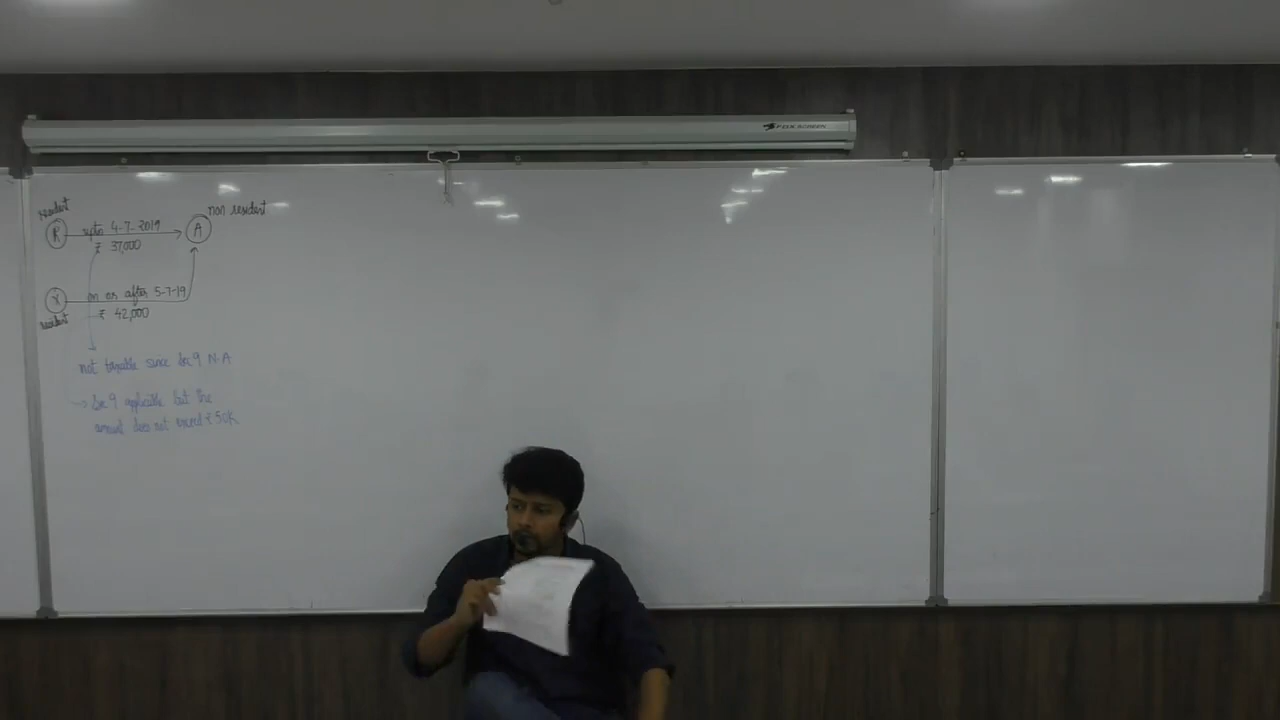 FOXSCREEN
resident
non resident
R upto 4-7-2019 A
₹ 37,000
Y on or after 5-7-19
₹ 42,000
resident
not taxable since Sec 9 N.A
Sec 9 applicable but the
amount does not exceed ₹ 50K